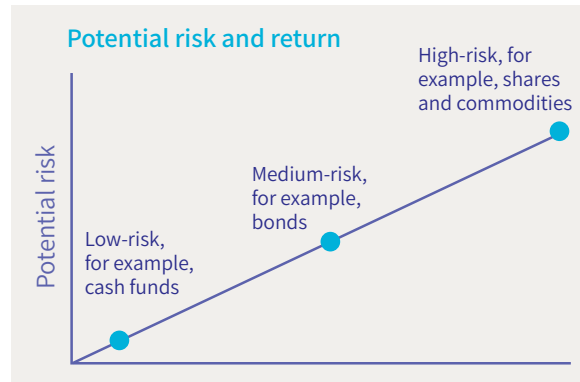 Potential risk and return
High-risk, for
example, shares
and commodities
Medium-risk,
for example,
bonds
Low-risk,
for example,
cash funds
Potential risk